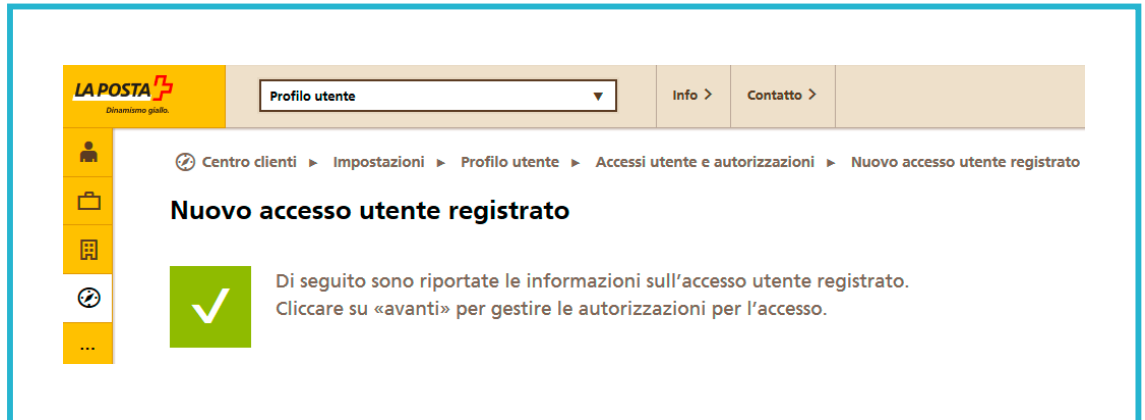 LA POSTA
Dinamismo giallo.
Profilo utente
Info
Contatto
Centro clienti ► Impostazioni ► Profilo utente ► Accessi utente e autorizzazioni ► Nuovo accesso utente registrato
Nuovo accesso utente registrato
Di seguito sono riportate le informazioni sull’accesso utente registrato.
Cliccare su «avanti» per gestire le autorizzazioni per l’accesso.
...